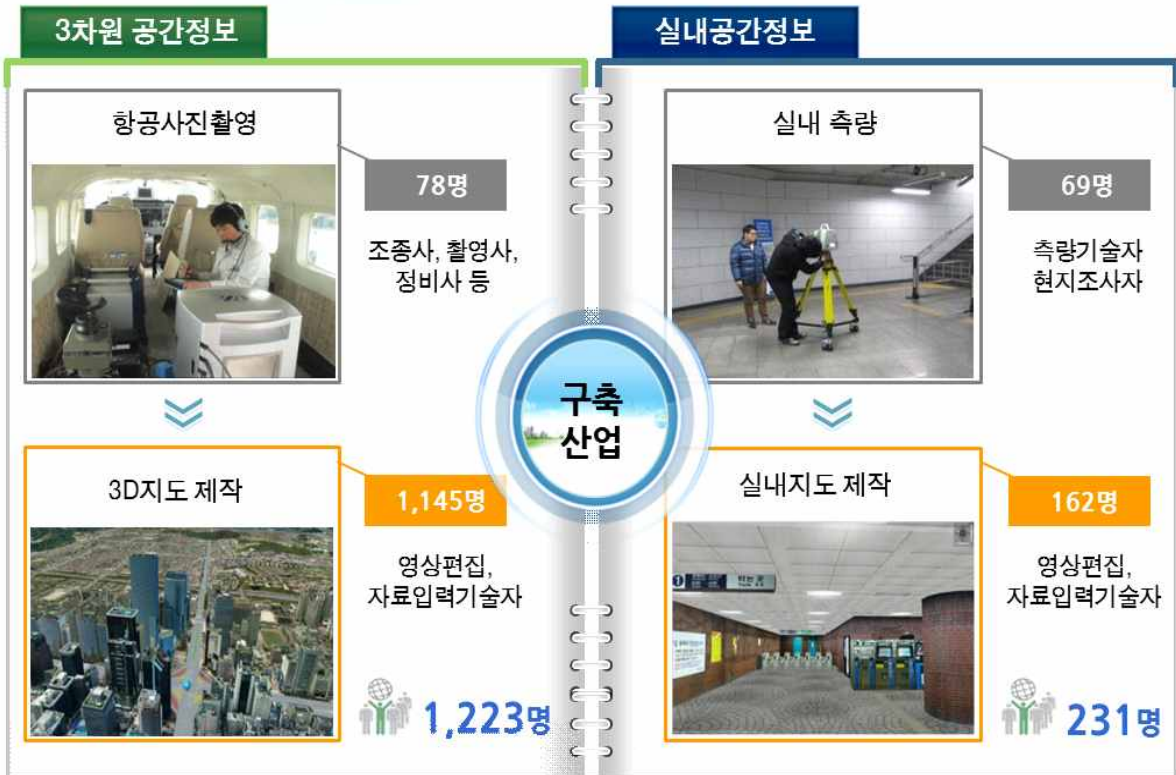 3차원 공간정보
항공사진촬영
78명
조종사, 촬영사,
정비사 등
3D지도 제작
1,145명
영상편집,
자료입력기술자
1,223명
구축
산업
실내공간정보
실내 측량
69명
측량기술자
현지조사자
실내지도 제작
162명
영상편집,
자료입력기술자
231명